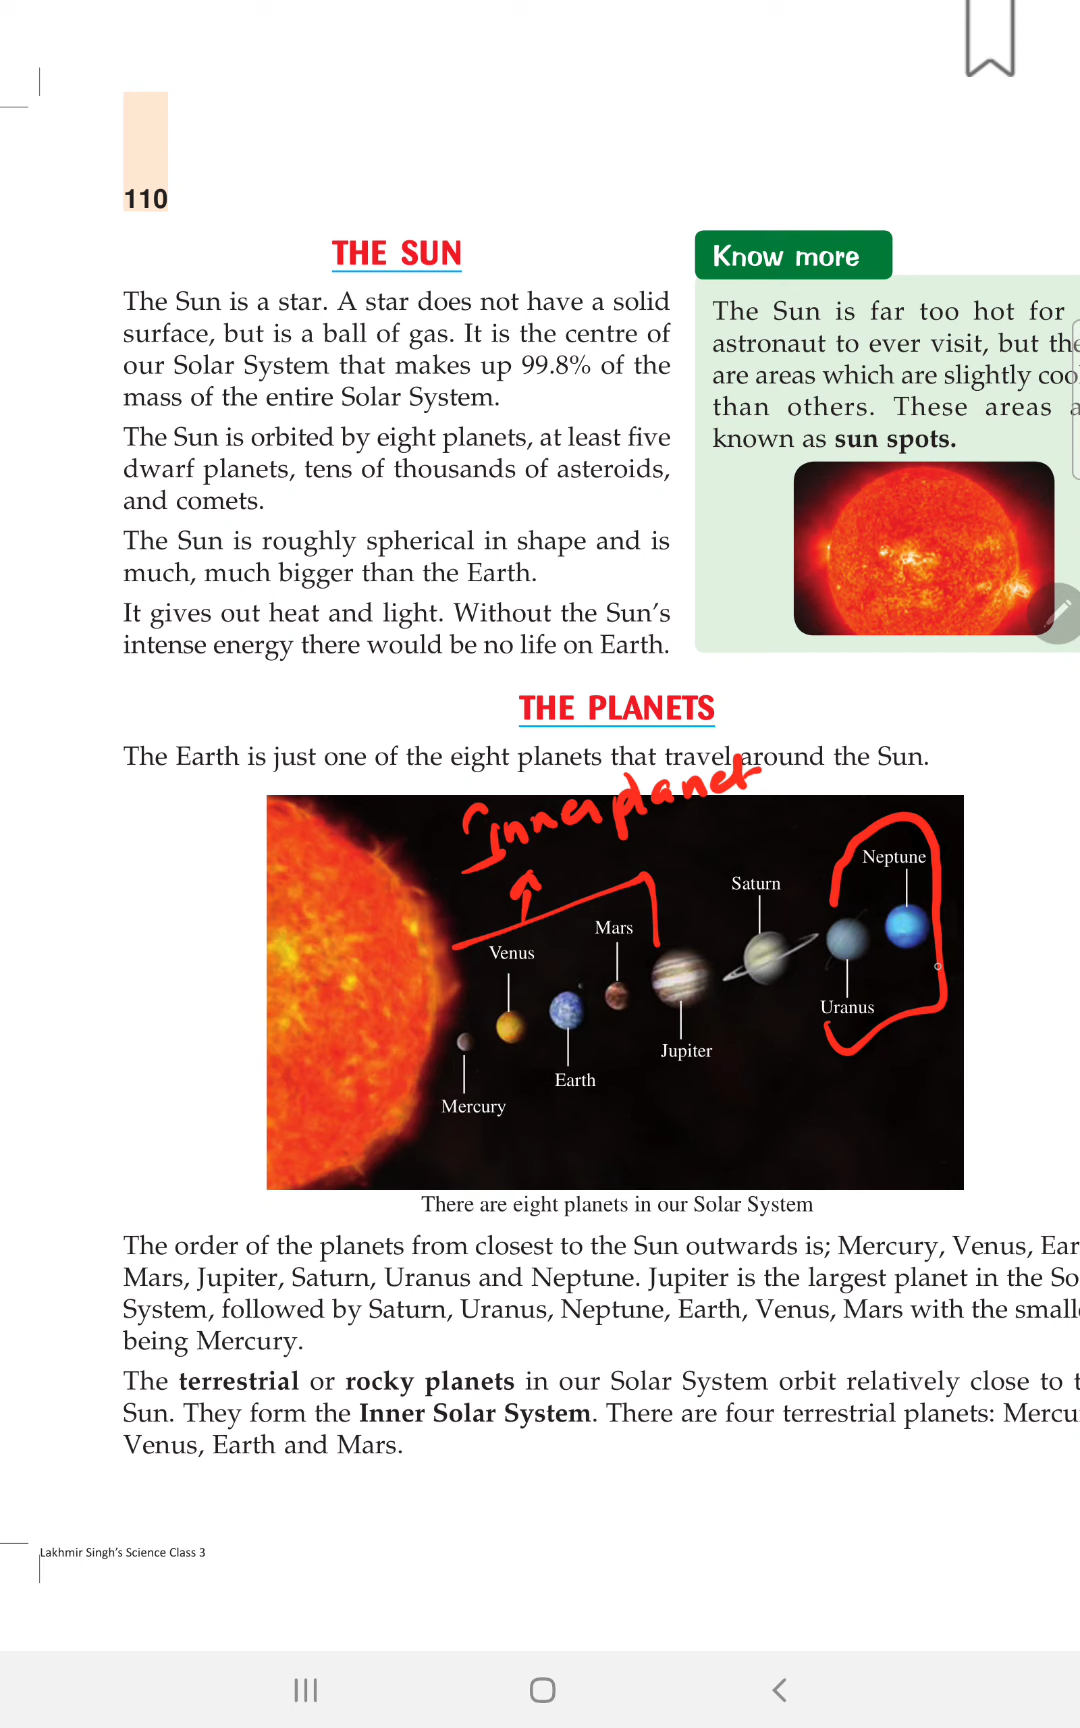 110
THE SUN
The Sun is a star. A star does not have a solid
surface, but is a ball of gas. It is the centre of
our Solar System that makes up 99.8% of the
mass of the entire Solar System.
The Sun is orbited by eight planets, at least five
dwarf planets, tens of thousands of asteroids,
and comets.
The Sun is roughly spherical in shape and is
much, much bigger than the Earth.
It gives out heat and light. Without the Sun's
intense energy there would be no life on Earth.
Know more
The Sun is far too hot for
astronaut to ever visit, but the
are areas which are slightly coo
than others. These areas a
known as sun spots.
THE PLANETS
The Earth is just one of the eight planets that travel around the Sun.
Inner planet
Neptune
Saturn
Mars
Venus
Uranus
Jupiter
Earth
Mercury
There are eight planets in our Solar System
The order of the planets from closest to the Sun outwards is; Mercury, Venus, Ear
Mars, Jupiter, Saturn, Uranus and Neptune. Jupiter is the largest planet in the So
System, followed by Saturn, Uranus, Neptune, Earth, Venus, Mars with the small
being Mercury.
The terrestrial or rocky planets in our Solar System orbit relatively close to t
Sun. They form the Inner Solar System. There are four terrestrial planets: Mercu
Venus, Earth and Mars.
Lakhmir Singh's Science Class 3